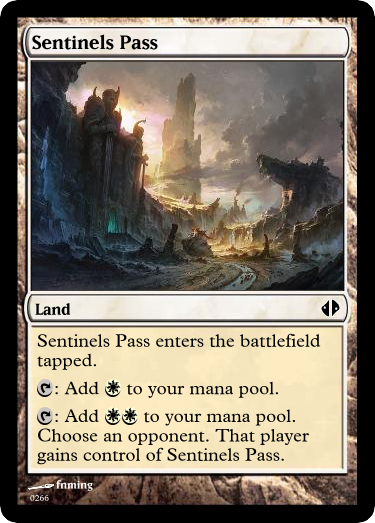 Sentinels Pass
Land
Sentinels Pass enters the battlefield
tapped.
: Add to your mana pool.
: Add to your mana pool.
Choose an opponent. That player
gains control of Sentinels Pass.
fnming
0266